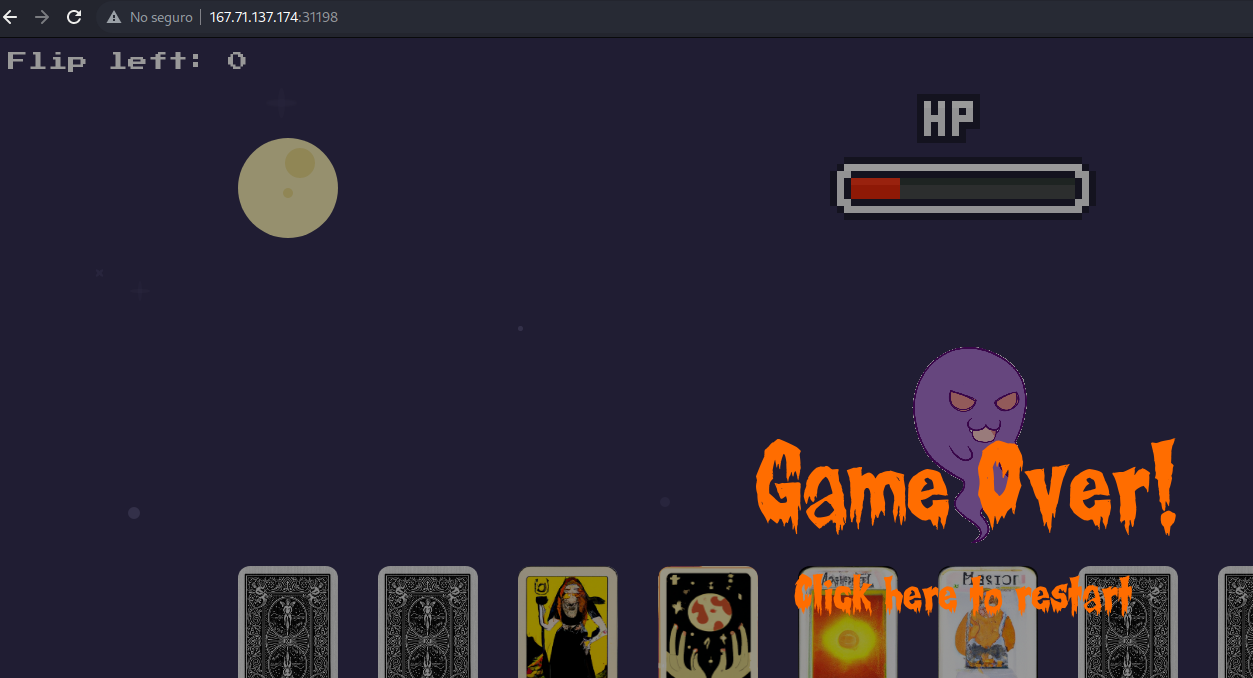 No seguro 167.71.137.174:31198
Flip left: 0
HP
Game Over!
Click here to restart